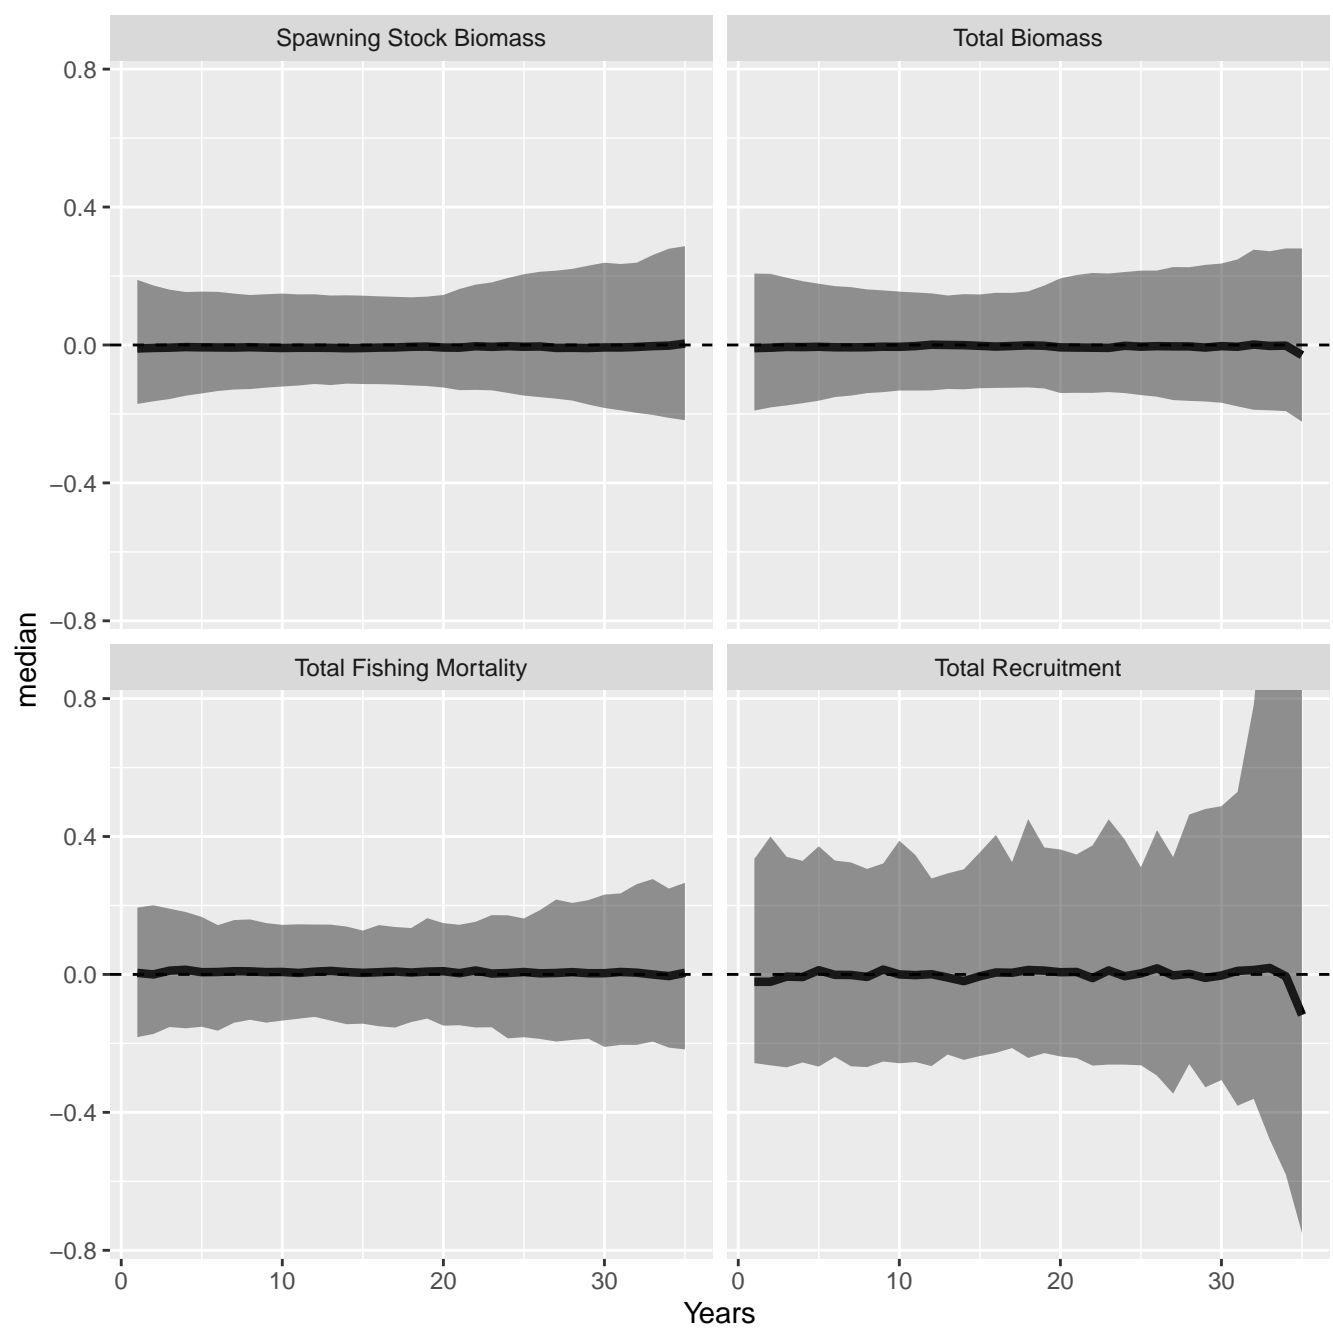 Spawning Stock Biomass
Total Biomass
0.8
0.4
0.0
−0.4
−0.8
median
Total Fishing Mortality
Total Recruitment
0.8
0.4
0.0
−0.4
−0.8
0 10 20 30
0 10 20 30
Years